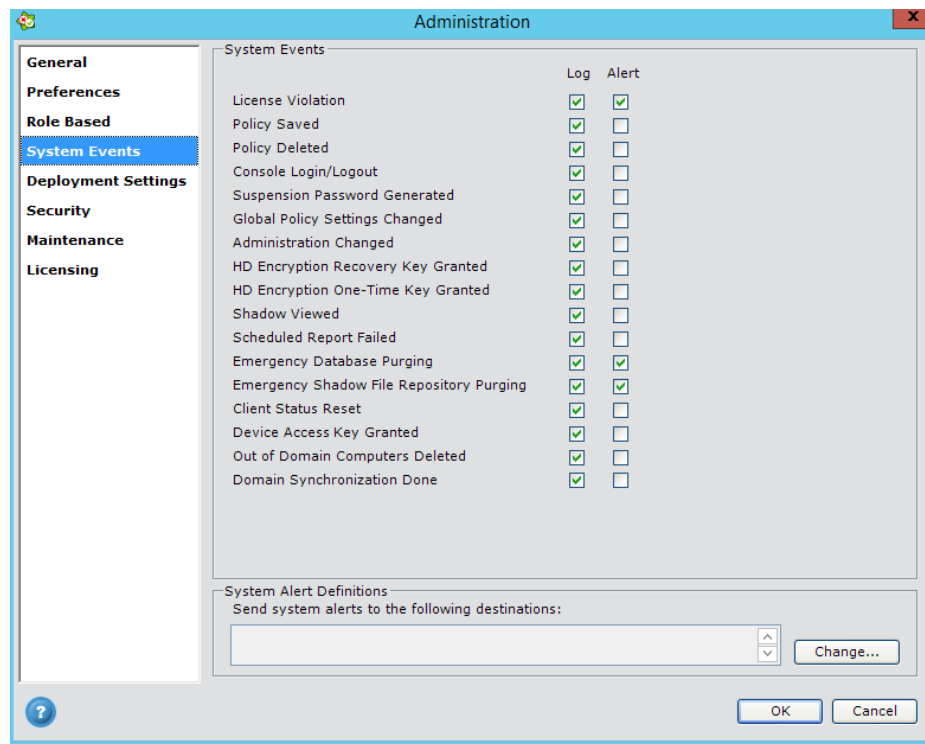 Administration
x
General
Preferences
Role Based
System Events
Deployment Settings
Security
Maintenance
Licensing
System Events
Log Alert
License Violation
Policy Saved
Policy Deleted
Console Login/Logout
Suspension Password Generated
Global Policy Settings Changed
Administration Changed
HD Encryption Recovery Key Granted
HD Encryption One-Time Key Granted
Shadow Viewed
Scheduled Report Failed
Emergency Database Purging
Emergency Shadow File Repository Purging
Client Status Reset
Device Access Key Granted
Out of Domain Computers Deleted
Domain Synchronization Done
System Alert Definitions
Send system alerts to the following destinations:
Change...
?
OK Cancel